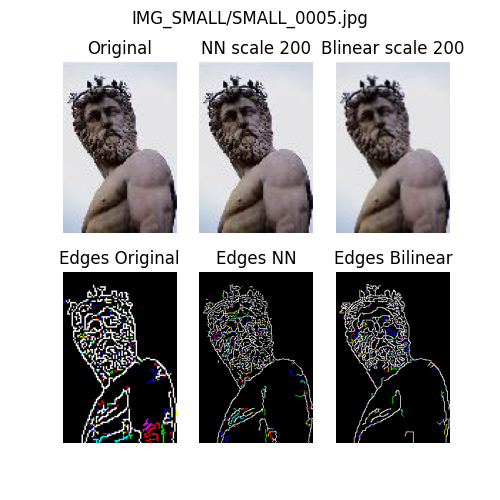 IMG_SMALL/SMALL_0005.jpg
Original
NN scale 200
Blinear scale 200
Edges Original
Edges NN
Edges Bilinear